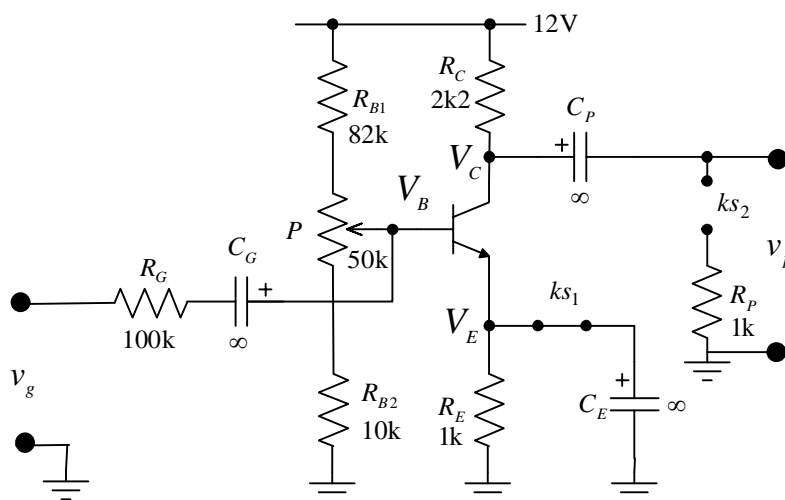 12V
R_C
2k2
R_B1
82k
C_P
+
V_C
∞
ks_2
V_B
P
50k
C_G
R_G
+
100k
∞
ks_1
V_E
R_P
1k
v_g
R_B2
10k
R_E
1k
+
C_E
∞